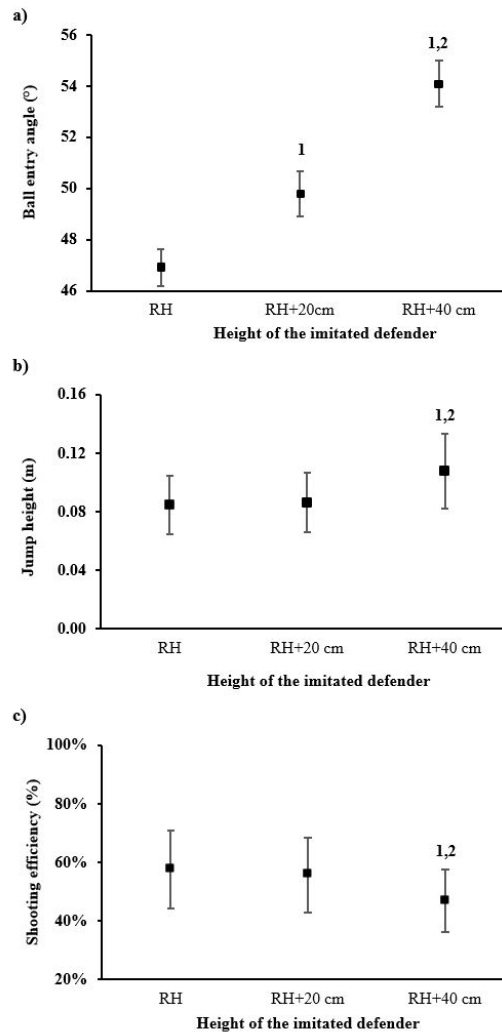 a)
56
54
52
50
48
46
Ball entry angle (°)
1
1,2
RH
RH+20cm
RH+40 cm
Height of the imitated defender
b)
0.16
0.12
0.08
0.04
0.00
Jump height (m)
1,2
RH
RH+20 cm
RH+40 cm
Height of the imitated defender
c)
100%
80%
60%
40%
20%
Shooting efficiency (%)
1,2
RH
RH+20 cm
RH+40 cm
Height of the imitated defender